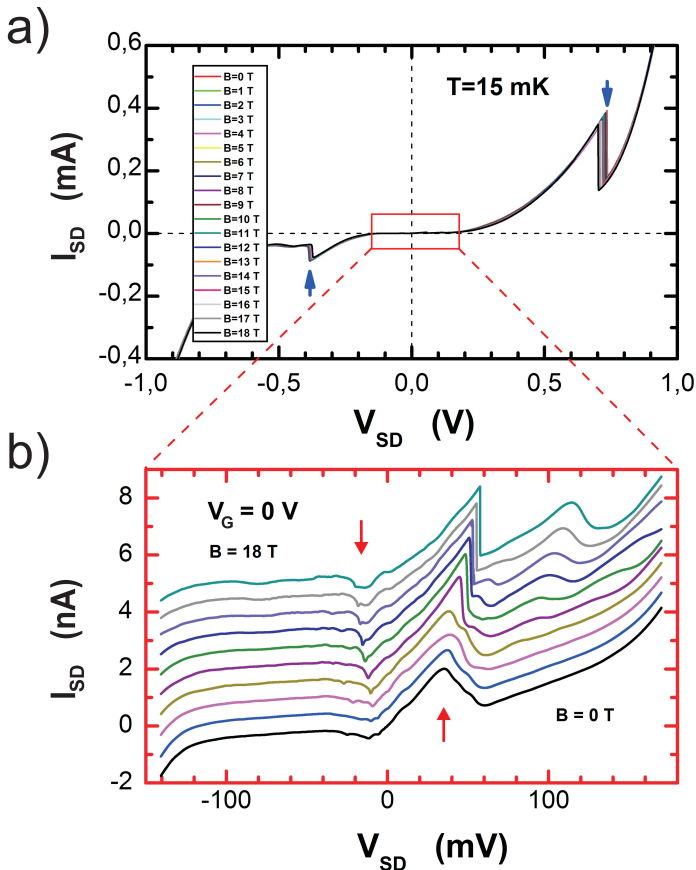 a)
0,6
0,4
0,2
0,0
-0,2
-0,4
I_SD (mA)
B=0 T
B=1 T
B=2 T
B=3 T
B=4 T
B=5 T
B=6 T
B=7 T
B=8 T
B=9 T
B=10 T
B=11 T
B=12 T
B=13 T
B=14 T
B=15 T
B=16 T
B=17 T
B=18 T
T=15 mK
-1,0 -0,5 0,0 0,5 1,0
V_SD (V)
b)
8
6
4
2
0
-2
I_SD (nA)
V_G = 0 V
B = 18T
B = 0 T
-100 0 100
V_SD (mV)